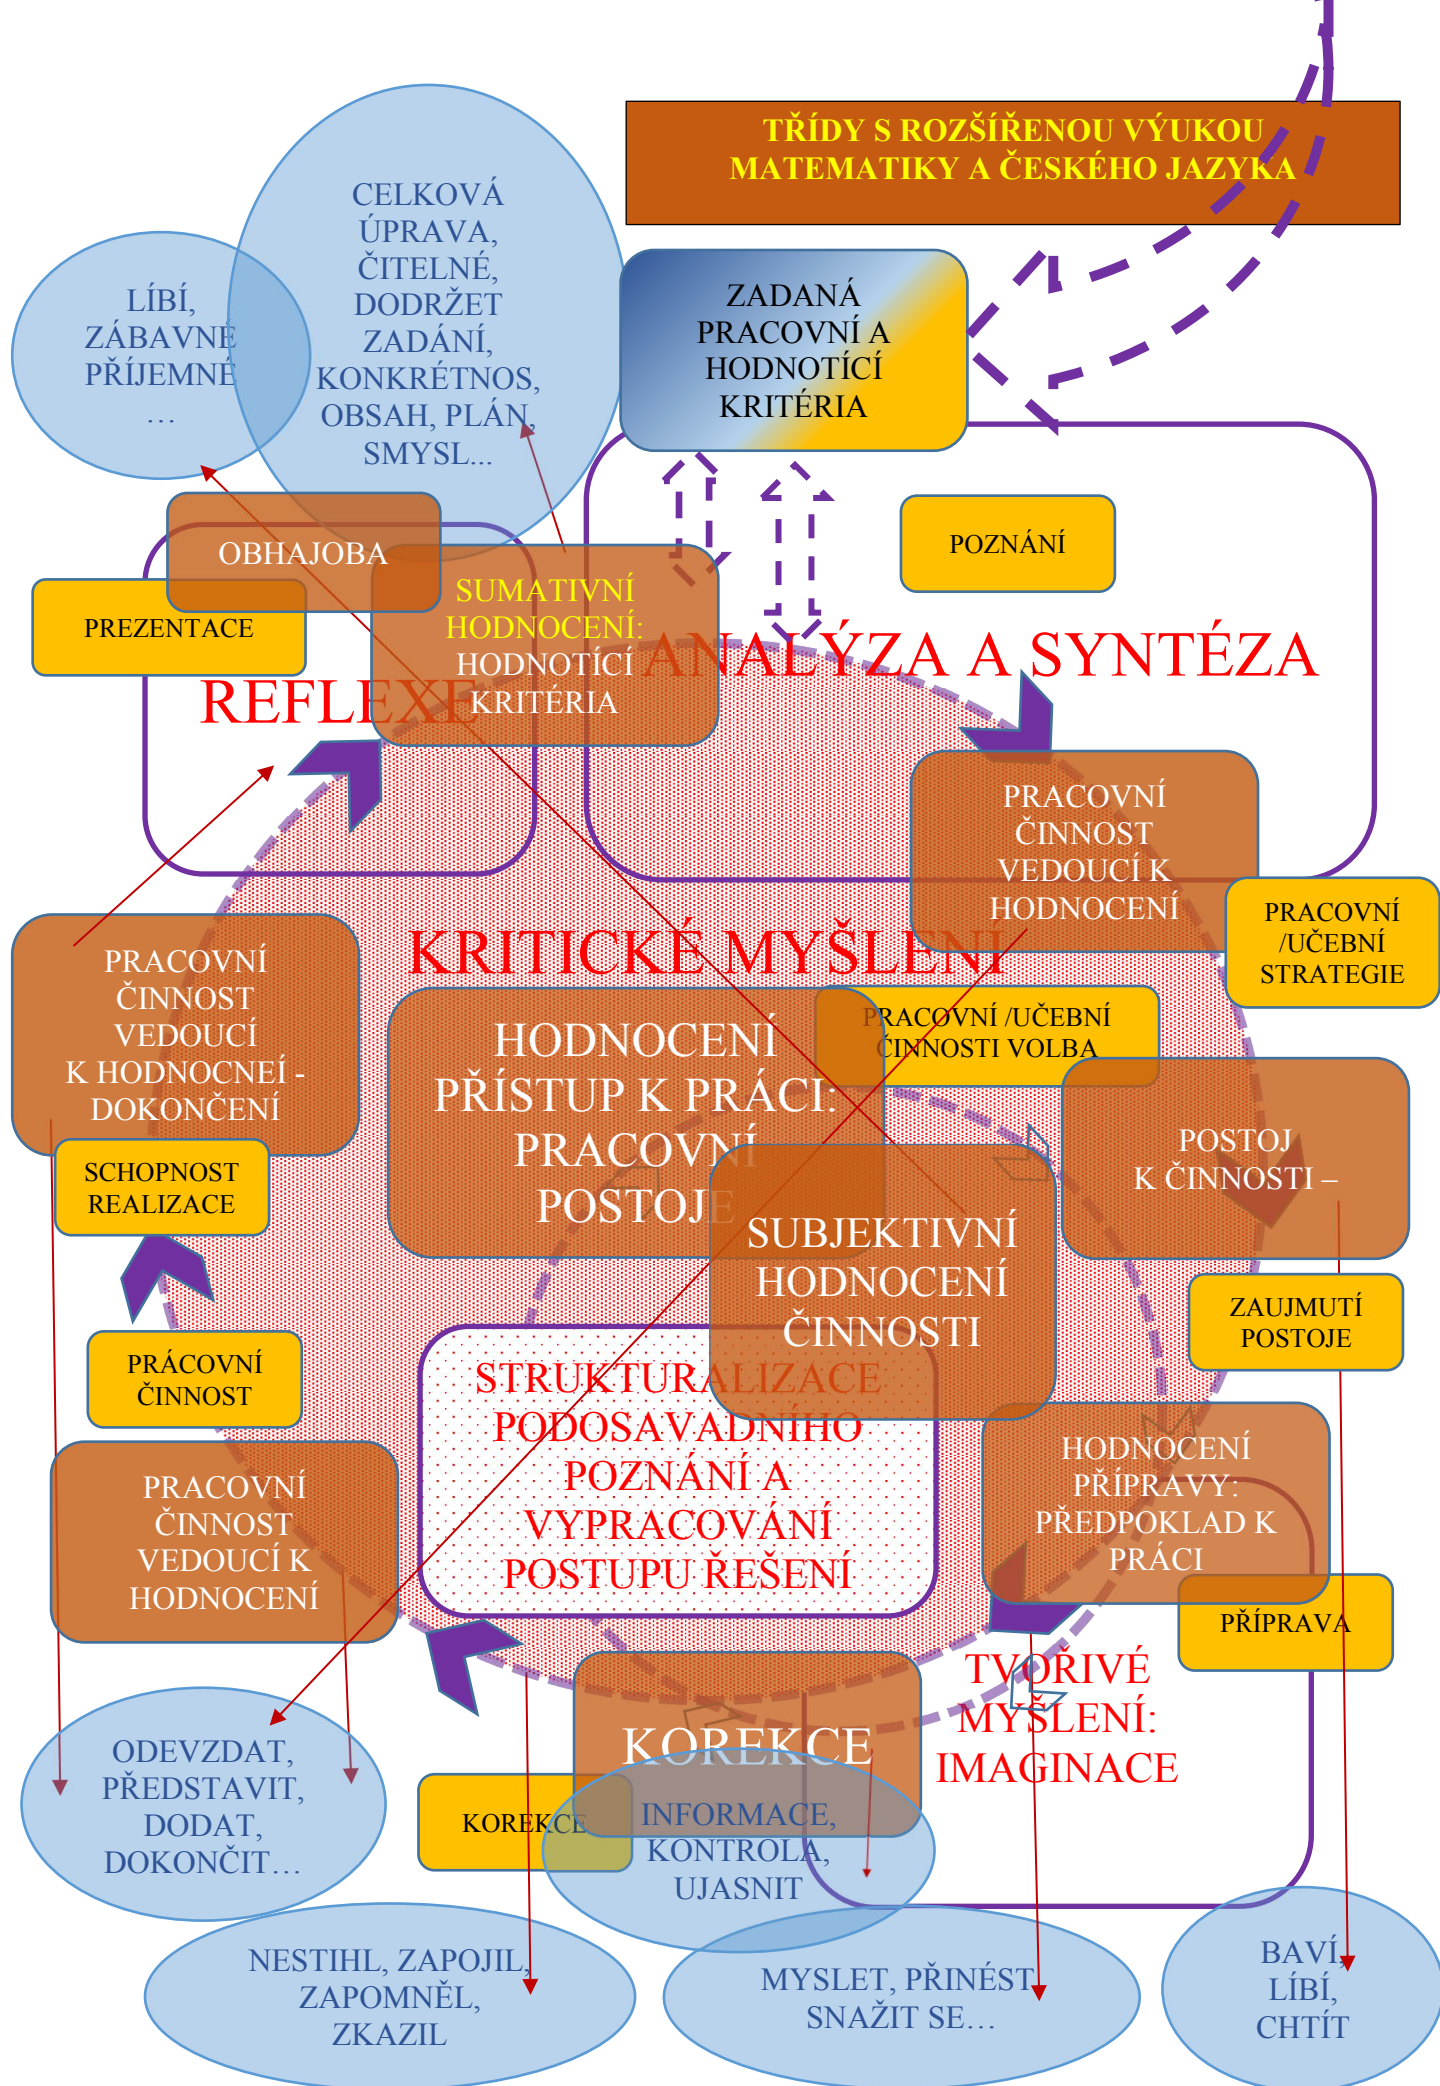 TŘÍDY S ROZŠÍŘENOU VÝUKOU
MATEMATIKY A ČESKÉHO JAZYKA
CELKOVÁ
ÚPRAVA,
ČITELNÉ,
DODRŽET
ZADÁNÍ,
KONKRÉTNOS,
OBSAH, PLÁN,
SMYSL...
LÍBÍ,
ZÁBAVNÉ
PŘÍJEMNÉ
…
ZADANÁ
PRACOVNÍ A
HODNOTÍCÍ
KRITÉRIA
POZNÁNÍ
OBHAJOBA
PREZENTACE
SUMATIVNÍ
HODNOCENÍ:
HODNOTÍCÍ
KRITÉRIA
ANALÝZA A SYNTÉZA
REFLEXE
PRACOVNÍ
ČINNOST
VEDOUCÍ K
HODNOCENÍ
PRACOVNÍ
/UČEBNÍ
STRATEGIE
KRITICKÉ MYŠLENÍ
PRACOVNÍ
ČINNOST
VEDOUCÍ
K HODNOCNEÍ -
DOKONČENÍ
HODNOCENÍ
PŘÍSTUP K PRÁCI:
PRACOVNÍ
POSTOJE
PRACOVNÍ /UČEBNÍ
ČINNOSTI VOLBA
POSTOJ
K ČINNOSTI –
SCHOPNOST
REALIZACE
SUBJEKTIVNÍ
HODNOCENÍ
ČINNOSTI
ZAUJMUTÍ
POSTOJE
PRÁCOVNÍ
ČINNOST
STRUKTURALIZACE
PODOSAVADNÍHO
POZNÁNÍ A
VYPRACOVÁNÍ
POSTUPU ŘEŠENÍ
HODNOCENÍ
PŘÍPRAVY:
PŘEDPOKLAD K
PRÁCI
PRACOVNÍ
ČINNOST
VEDOUCÍ K
HODNOCENÍ
PŘÍPRAVA
TVOŘIVÉ
MYŠLENÍ:
IMAGINACE
KOREKCE
KOREKCE
INFORMACE,
KONTROLA,
UJASNIT
ODEVZDAT,
PŘEDSTAVIT,
DODAT,
DOKONČIT…
NESTIHL, ZAPOJIL,
ZAPOMNĚL,
ZKAZIL
MYSLET, PŘINÉST
SNAŽIT SE…
BAVÍ,
LÍBÍ,
CHTÍT